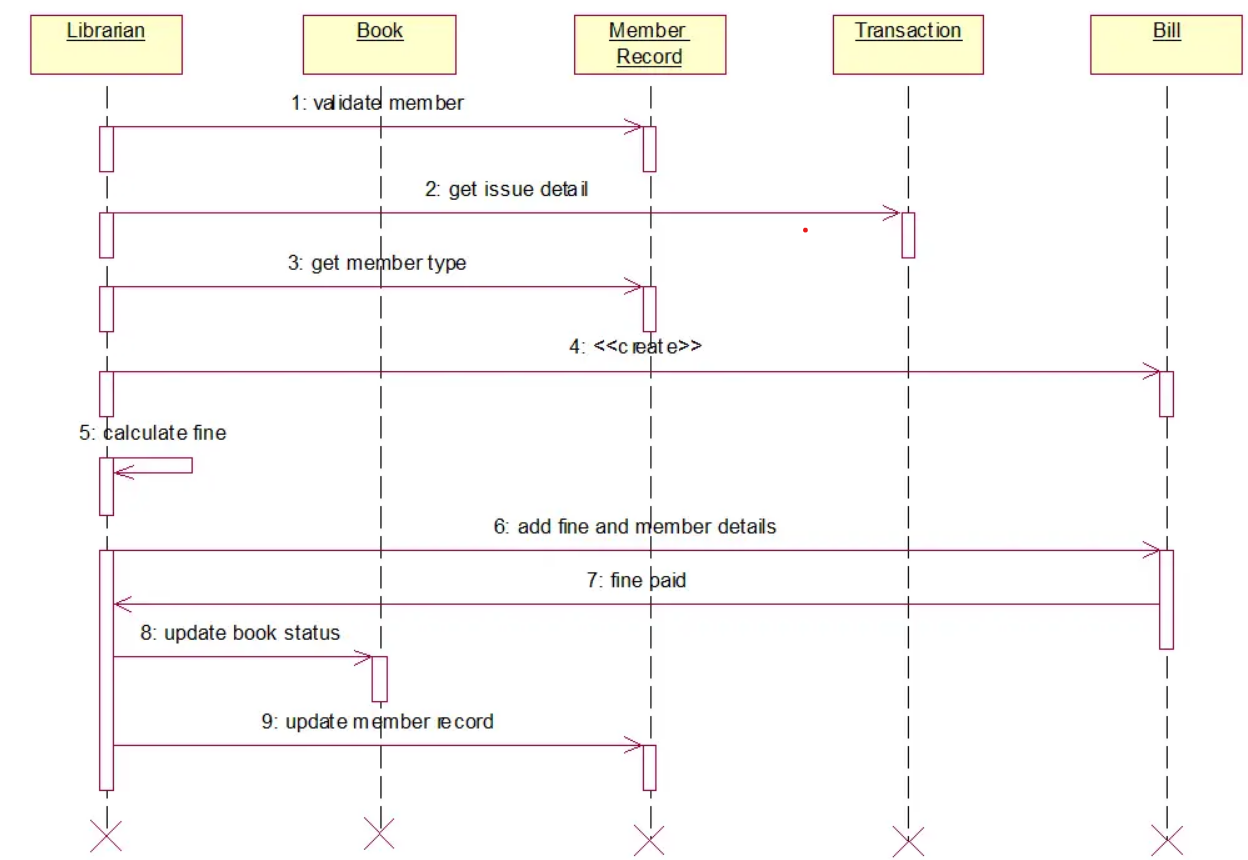 Librarian
Book
Member
Record
Transaction
Bill
1: validate member
2: get issue detail
3: get member type
4: <<create>>
5: calculate fine
6: add fine and member details
7: fine paid
8: update book status
9: update member record